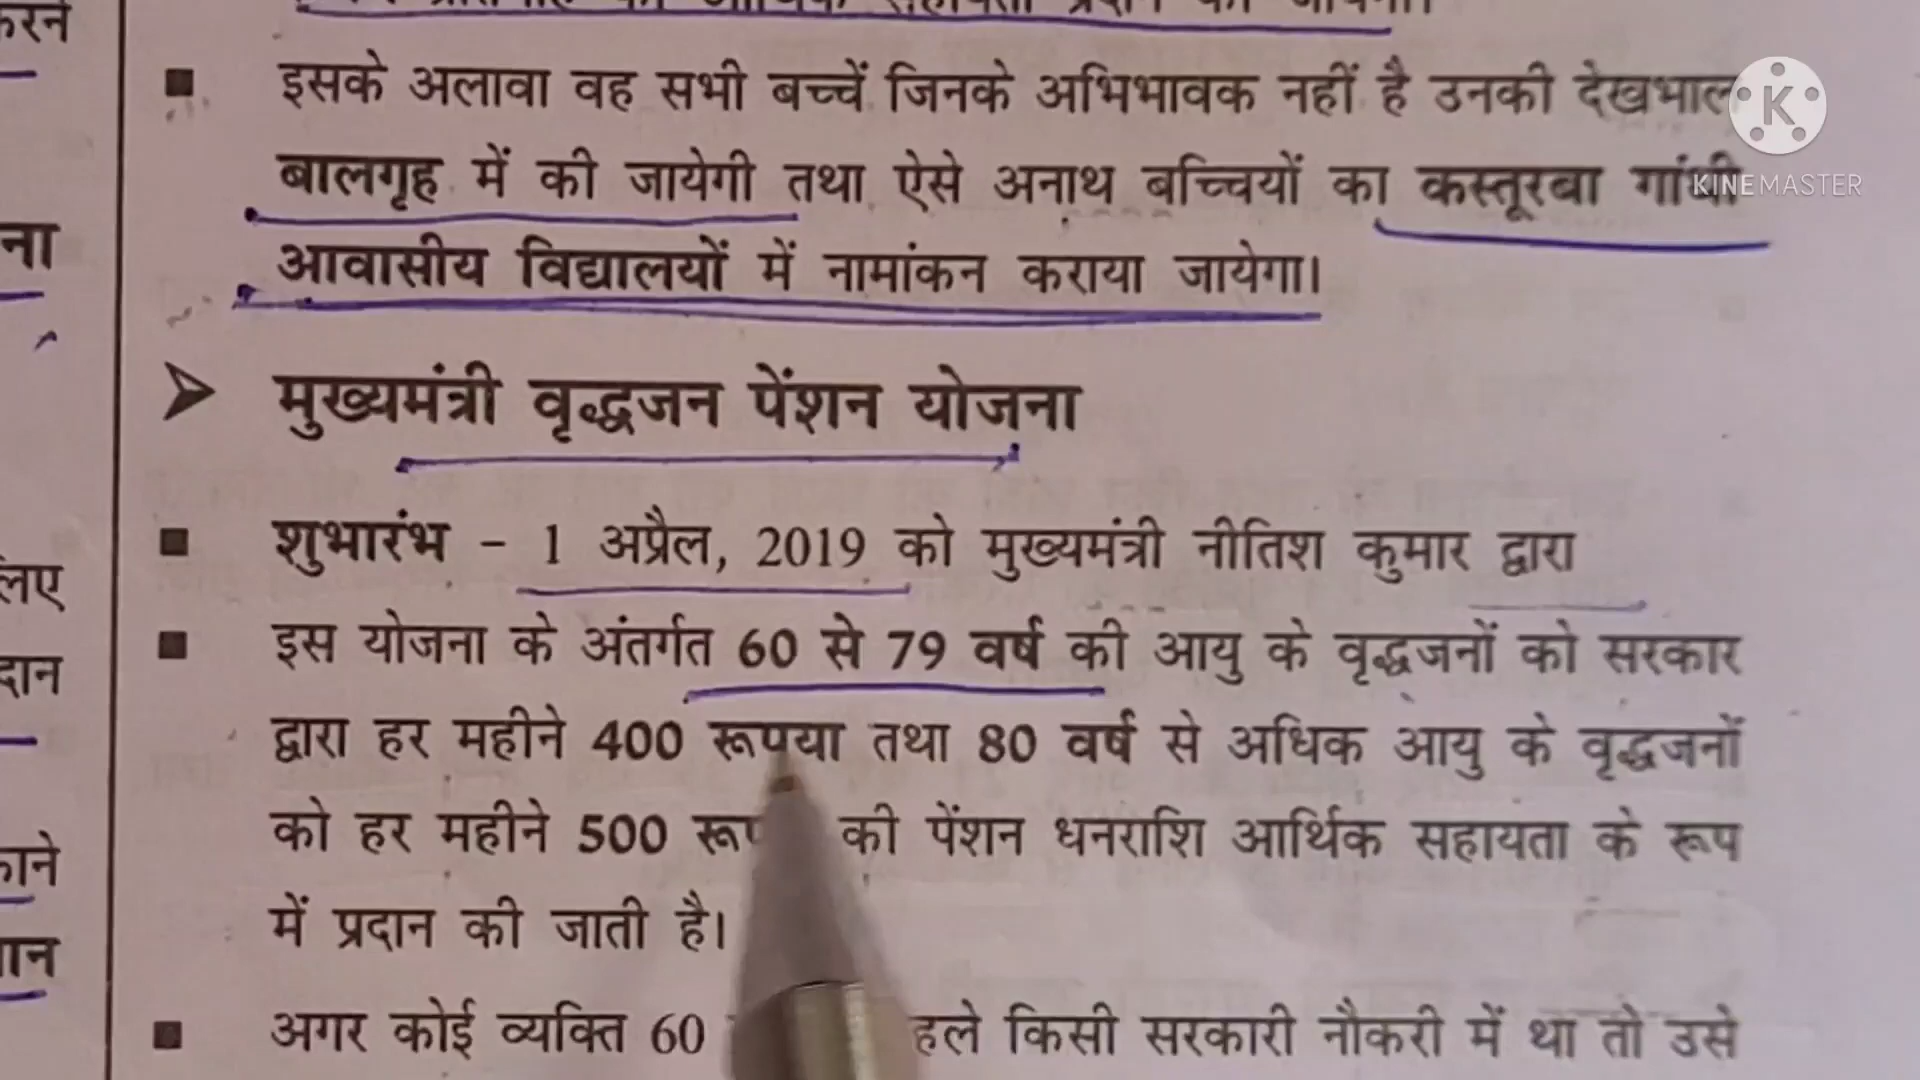 करने
इसके अलावा वह सभी बच्चें जिनके अभिभावक नहीं है उनकी देखभाल
बालगृह में की जायेगी तथा ऐसे अनाथ बच्चियों का कस्तूरबा गांधी
आवासीय विद्यालयों में नामांकन कराया जायेगा।
K
KINEMASTER
ना
➤ मुख्यमंत्री वृद्धजन पेंशन योजना
शुभारंभ - 1 अप्रैल, 2019 को मुख्यमंत्री नीतिश कुमार द्वारा
लिए
इस योजना के अंतर्गत 60 से 79 वर्ष की आयु के वृद्धजनों को सरकार
दान
द्वारा हर महीने 400 रूपया तथा 80 वर्ष से अधिक आयु के वृद्धजनों
को हर महीने 500 की पेंशन धनराशि आर्थिक सहायता के रूप
में प्रदान की जाती है।
अगर कोई व्यक्ति 60 हले किसी सरकारी नौकरी में था तो उसे